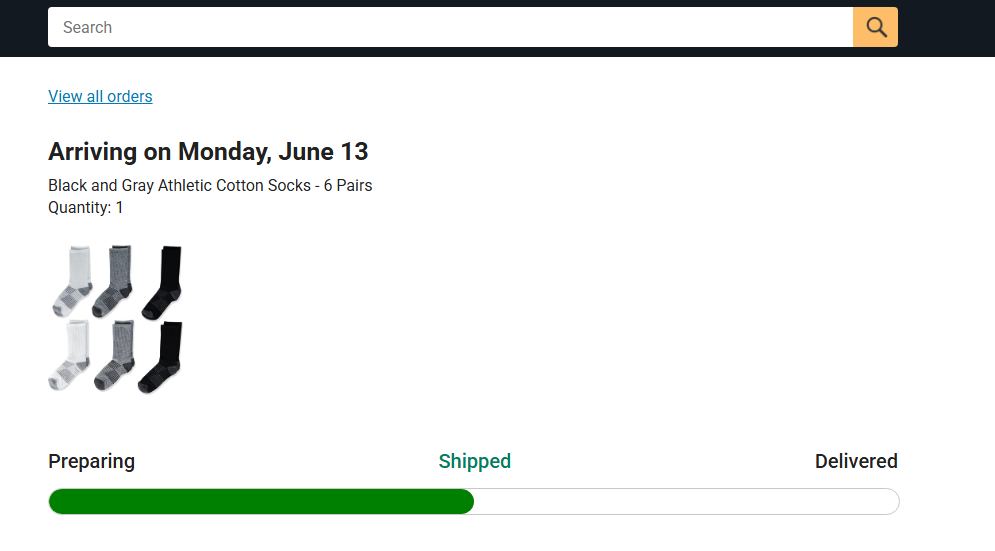 Search
View all orders
Arriving on Monday, June 13
Black and Gray Athletic Cotton Socks - 6 Pairs
Quantity: 1
Preparing Shipped Delivered